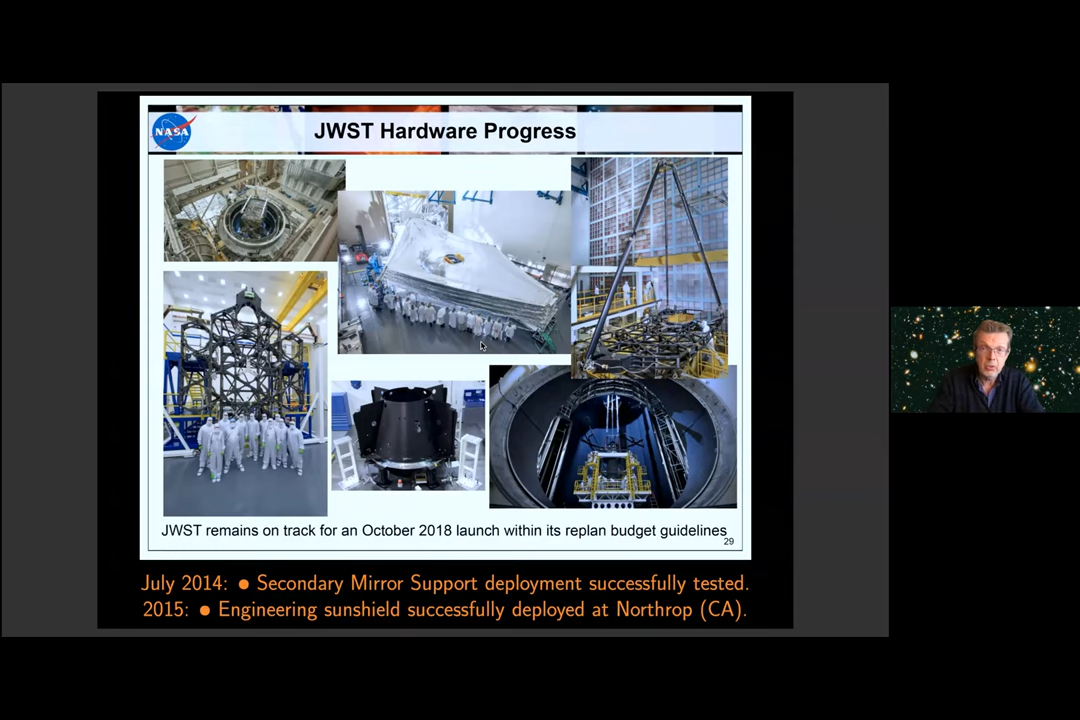 NASA
JWST Hardware Progress
JWST remains on track for an October 2018 launch within its replan budget guidelines
29
July 2014: ● Secondary Mirror Support deployment successfully tested.
2015: ● Engineering sunshield successfully deployed at Northrop (CA).